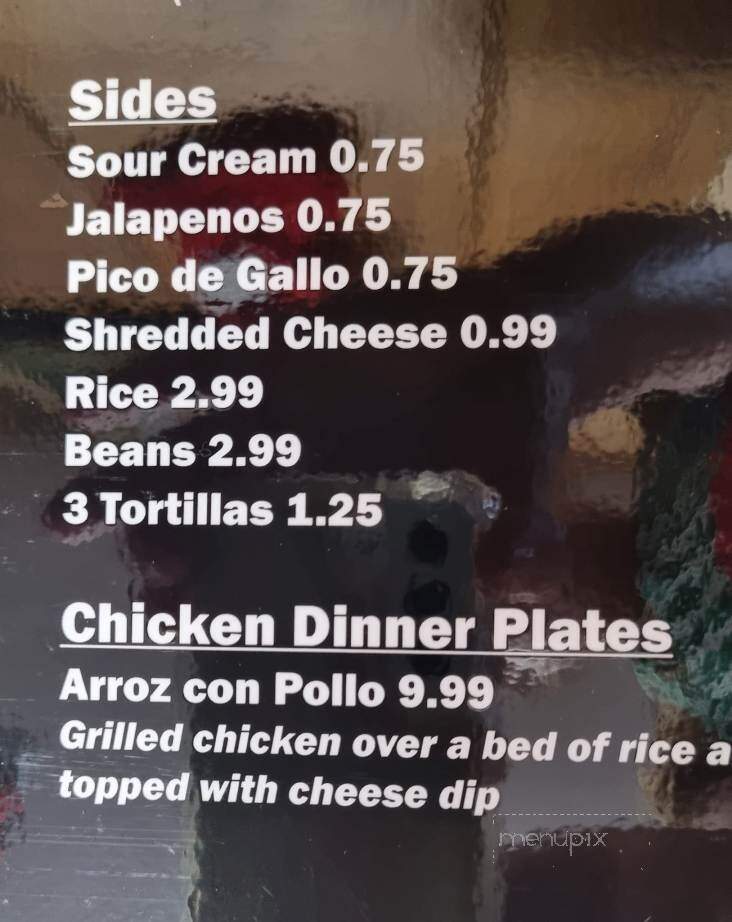 Sides
Sour Cream 0.75
Jalapenos 0.75
Pico de Gallo 0.75
Shredded Cheese 0.99
Rice 2.99
Beans 2.99
3 Tortillas 1.25
Chicken Dinner Plates
Arroz con Pollo 9.99
Grilled chicken over a bed of rice a
topped with cheese dip
menupix